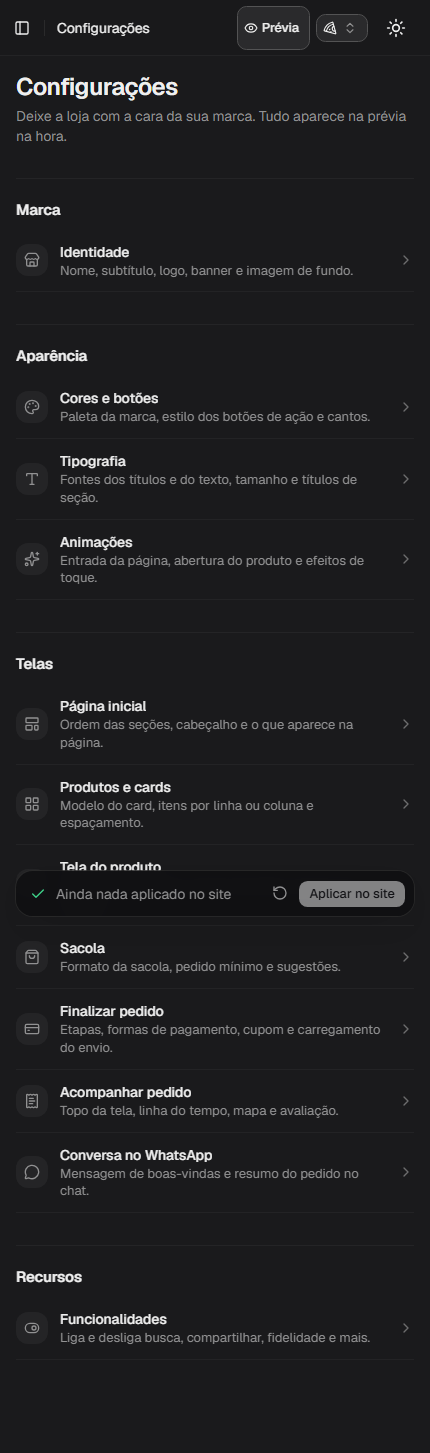 Configurações
Prévia
Configurações
Deixe a loja com a cara da sua marca. Tudo aparece na prévia
na hora.
Marca
Identidade
Nome, subtítulo, logo, banner e imagem de fundo.
Aparência
Cores e botões
Paleta da marca, estilo dos botões de ação e cantos.
Tipografia
Fontes dos títulos e do texto, tamanho e títulos de
seção.
Animações
Entrada da página, abertura do produto e efeitos de
toque.
Telas
Página inicial
Ordem das seções, cabeçalho e o que aparece na
página.
Produtos e cards
Modelo do card, itens por linha ou coluna e
espaçamento.
Tela do produto
Ainda nada aplicado no site
Aplicar no site
Sacola
Formato da sacola, pedido mínimo e sugestões.
Finalizar pedido
Etapas, formas de pagamento, cupom e carregamento
do envio.
Acompanhar pedido
Topo da tela, linha do tempo, mapa e avaliação.
Conversa no WhatsApp
Mensagem de boas-vindas e resumo do pedido no
chat.
Recursos
Funcionalidades
Liga e desliga busca, compartilhar, fidelidade e mais.